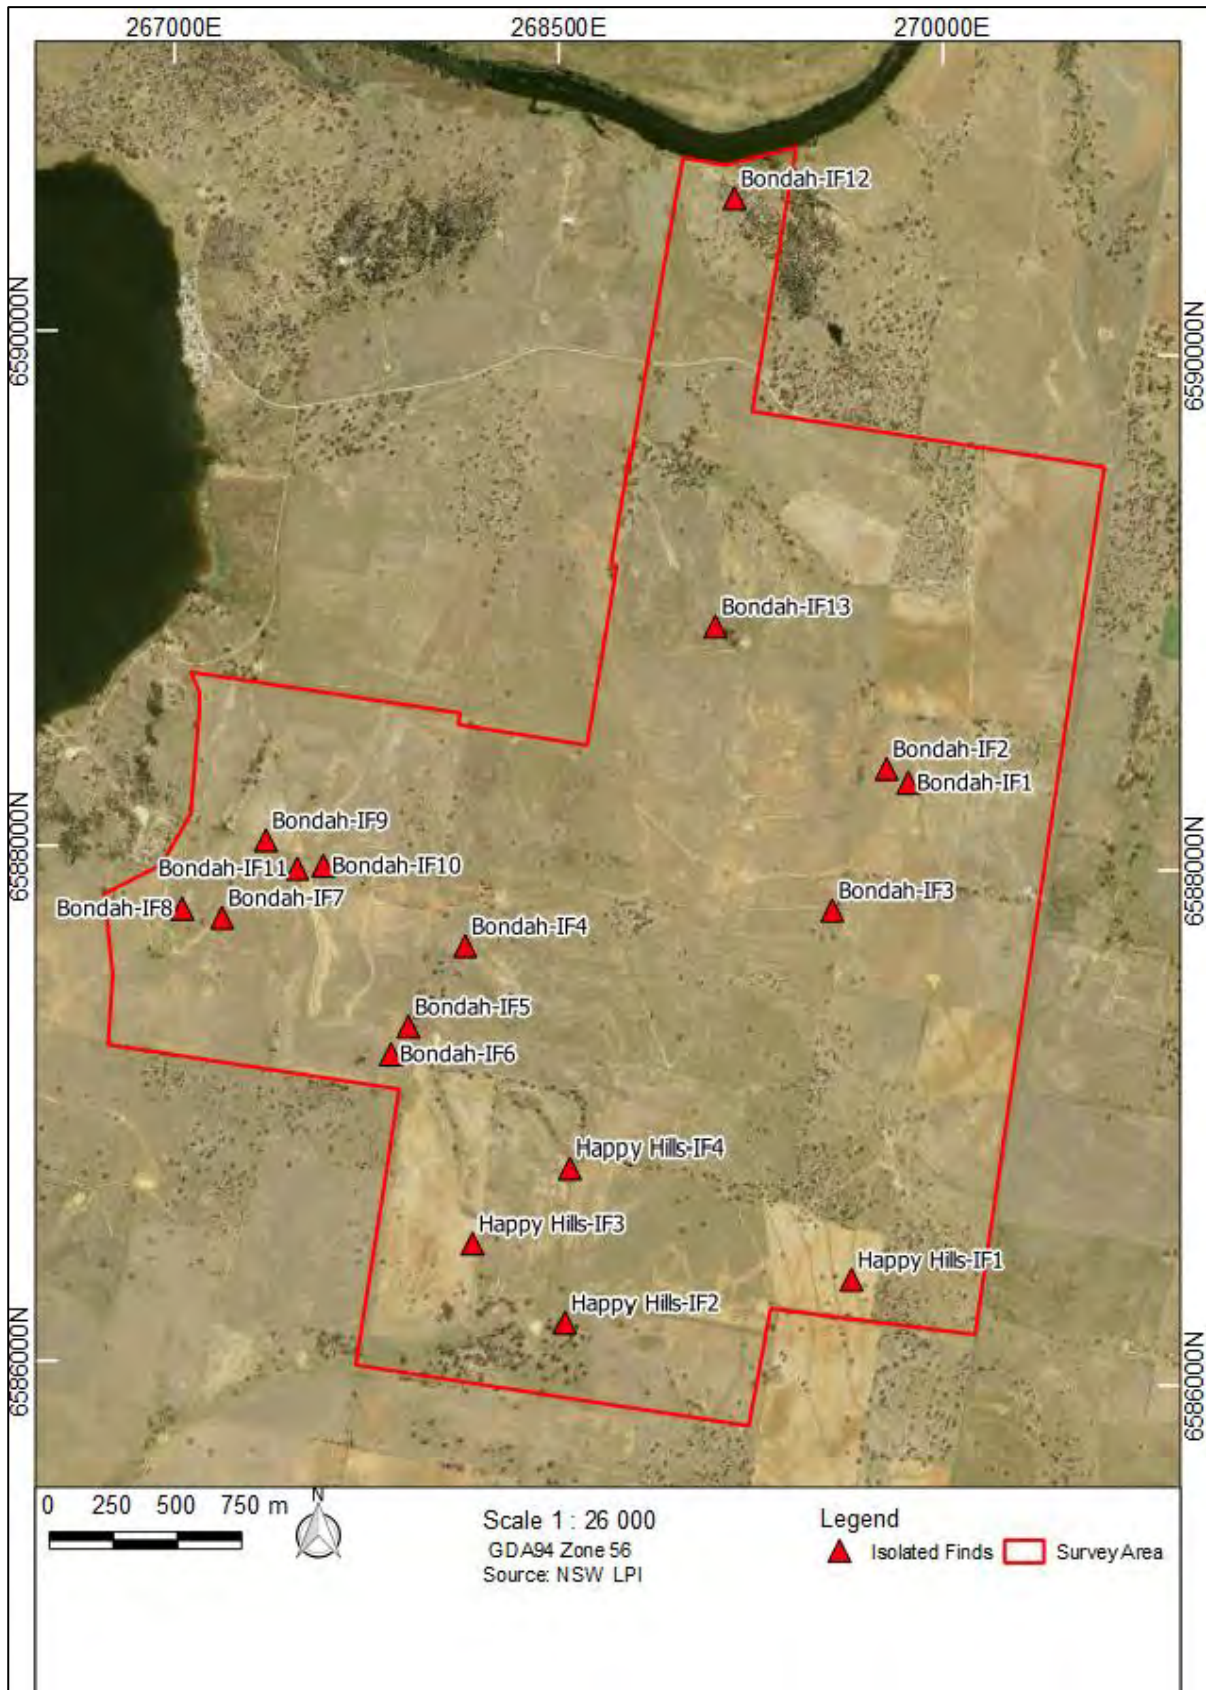 267000E 268500E 270000E
Bondah-IF12
6590000N
6590000N
Bondah-IF13
Bondah-IF2
Bondah-IF1
Bondah-IF9
Bondah-IF11
Bondah-IF10
6588000N
6588000N
Bondah-IF8
Bondah-IF7
Bondah-IF3
Bondah-IF4
Bondah-IF5
Bondah-IF6
Happy Hills-IF4
Happy Hills-IF3
Happy Hills-IF1
Happy Hills-IF2
6586000N
6586000N
0 250 500 750 m
N
Scale 1 : 26 000
GDA94 Zone 56
Source: NSW LPI
Legend
Isolated Finds
Survey Area